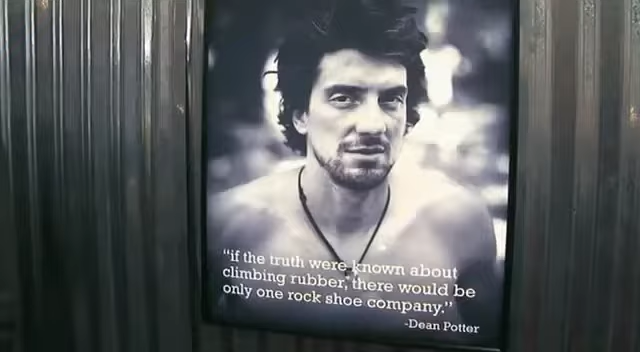 “if the truth were known about
climbing rubber, there would be
only one rock shoe company.”
-Dean Potter